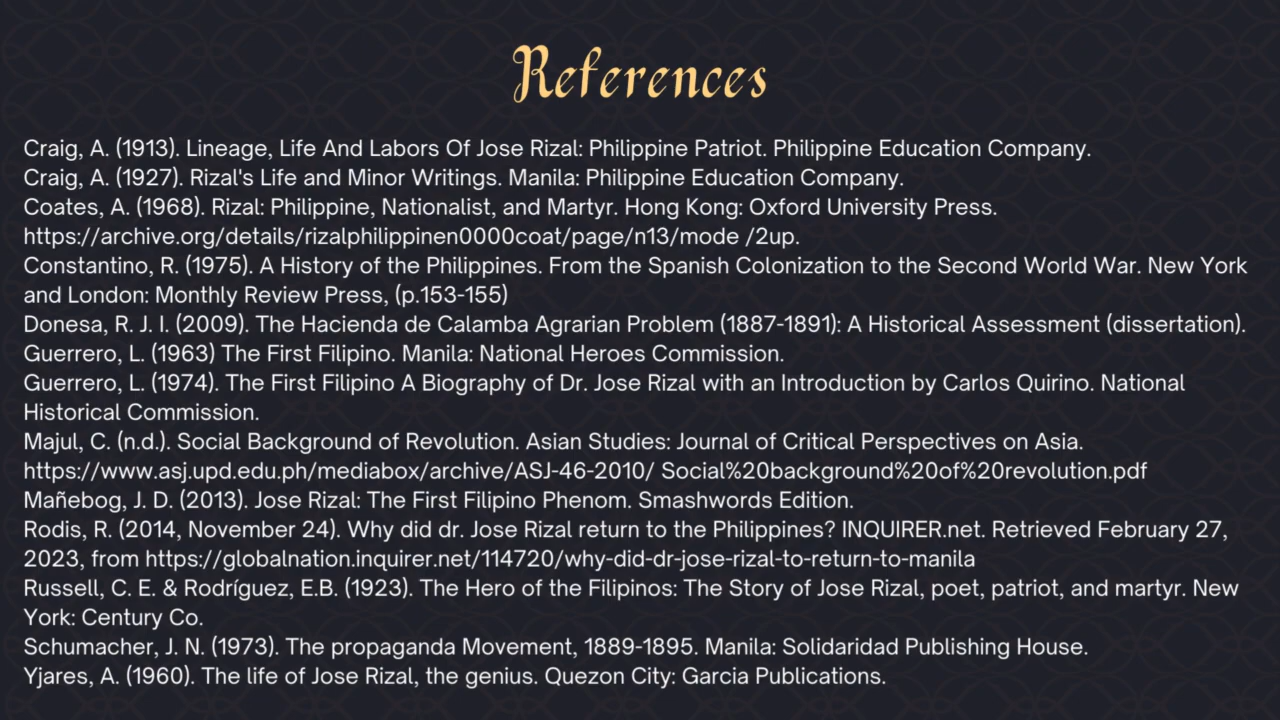 References
Craig, A. (1913). Lineage, Life And Labors Of Jose Rizal: Philippine Patriot. Philippine Education Company.
Craig, A. (1927). Rizal's Life and Minor Writings. Manila: Philippine Education Company.
Coates, A. (1968). Rizal: Philippine, Nationalist, and Martyr. Hong Kong: Oxford University Press.
https://archive.org/details/rizalphilippinen0000coat/page/n13/mode /2up.
Constantino, R. (1975). A History of the Philippines. From the Spanish Colonization to the Second World War. New York
and London: Monthly Review Press, (p.153-155)
Donesa, R. J. I. (2009). The Hacienda de Calamba Agrarian Problem (1887-1891): A Historical Assessment (dissertation).
Guerrero, L. (1963) The First Filipino. Manila: National Heroes Commission.
Guerrero, L. (1974). The First Filipino A Biography of Dr. Jose Rizal with an Introduction by Carlos Quirino. National
Historical Commission.
Majul, C. (n.d.). Social Background of Revolution. Asian Studies: Journal of Critical Perspectives on Asia.
https://www.asj.upd.edu.ph/mediabox/archive/ASJ-46-2010/ Social%20background%20of%20revolution.pdf
Mañebog, J. D. (2013). Jose Rizal: The First Filipino Phenom. Smashwords Edition.
Rodis, R. (2014, November 24). Why did dr. Jose Rizal return to the Philippines? INQUIRER.net. Retrieved February 27,
2023, from https://globalnation.inquirer.net/114720/why-did-dr-jose-rizal-to-return-to-manila
Russell, C. E. & Rodríguez, E.B. (1923). The Hero of the Filipinos: The Story of Jose Rizal, poet, patriot, and martyr. New
York: Century Co.
Schumacher, J. N. (1973). The propaganda Movement, 1889-1895. Manila: Solidaridad Publishing House.
Yjares, A. (1960). The life of Jose Rizal, the genius. Quezon City: Garcia Publications.